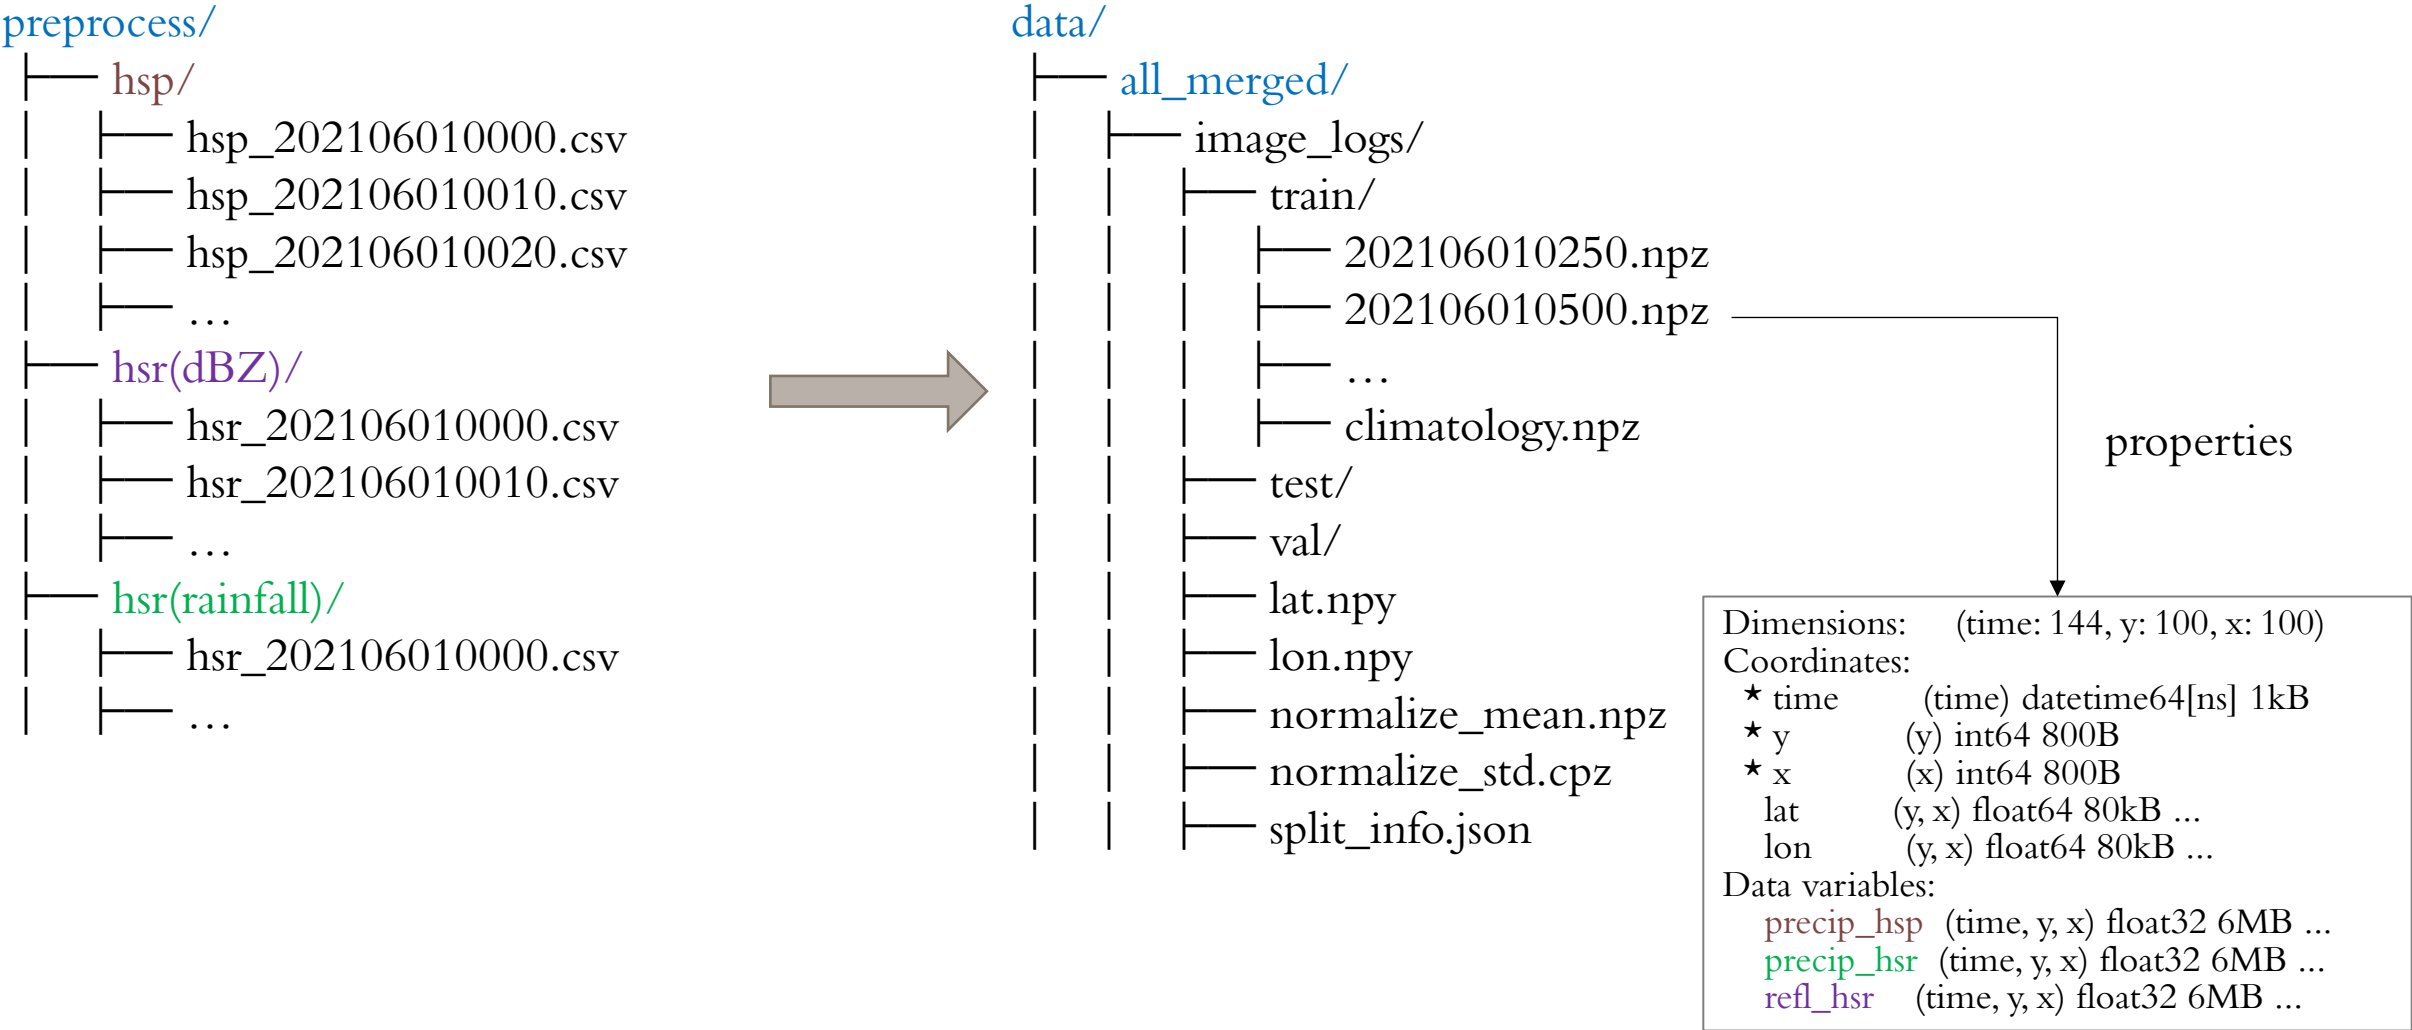 preprocess/
hsp/
hsp_202106010000.csv
hsp_202106010010.csv
hsp_202106010020.csv
…
hsr(dBZ)/
hsr_202106010000.csv
hsr_202106010010.csv
…
hsr(rainfall)/
hsr_202106010000.csv
…
data/
all_merged/
image_logs/
train/
202106010250.npz
202106010500.npz
…
climatology.npz
test/
val/
lat.npy
lon.npy
normalize_mean.npz
normalize_std.cpz
split_info.json
properties
Dimensions: (time: 144, y: 100, x: 100)
Coordinates:
★ time (time) datetime64[ns] 1kB
★ y (y) int64 800B
★ x (x) int64 800B
lat (y, x) float64 80kB ...
lon (y, x) float64 80kB ...
Data variables:
precip_hsp (time, y, x) float32 6MB ...
precip_hsr (time, y, x) float32 6MB ...
refl_hsr (time, y, x) float32 6MB ...